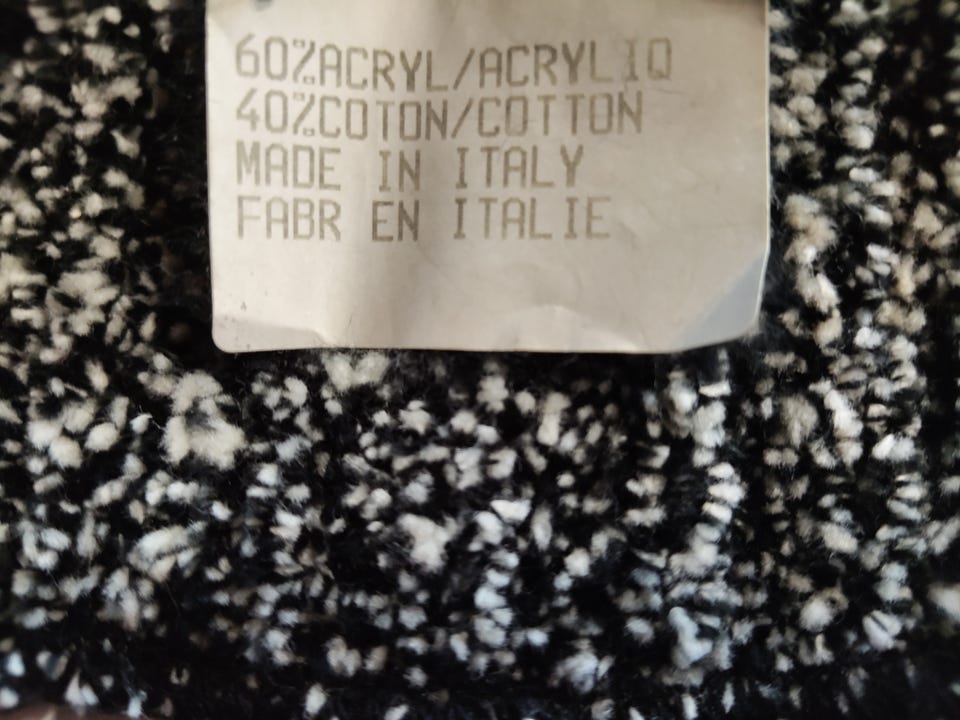 60%ACRYL/ACRYLIQ
40%COTON/COTTON
MADE IN ITALY
FABR EN ITALIE